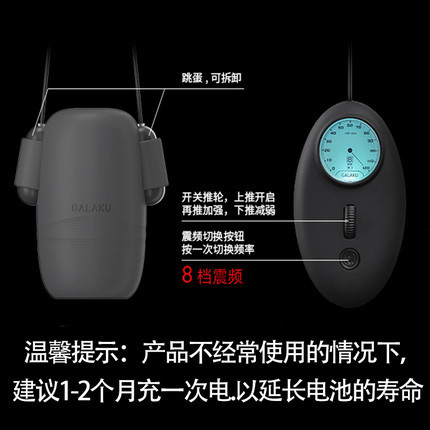 跳蛋,可拆卸
GALAKU
GALAKU
开关推轮、上推开启
再推加强,下推减弱
震频切换按钮
按一次切换频率
8 档震频
温馨提示：产品不经常使用的情况下,
建议1-2个月充一次电.以延长电池的寿命